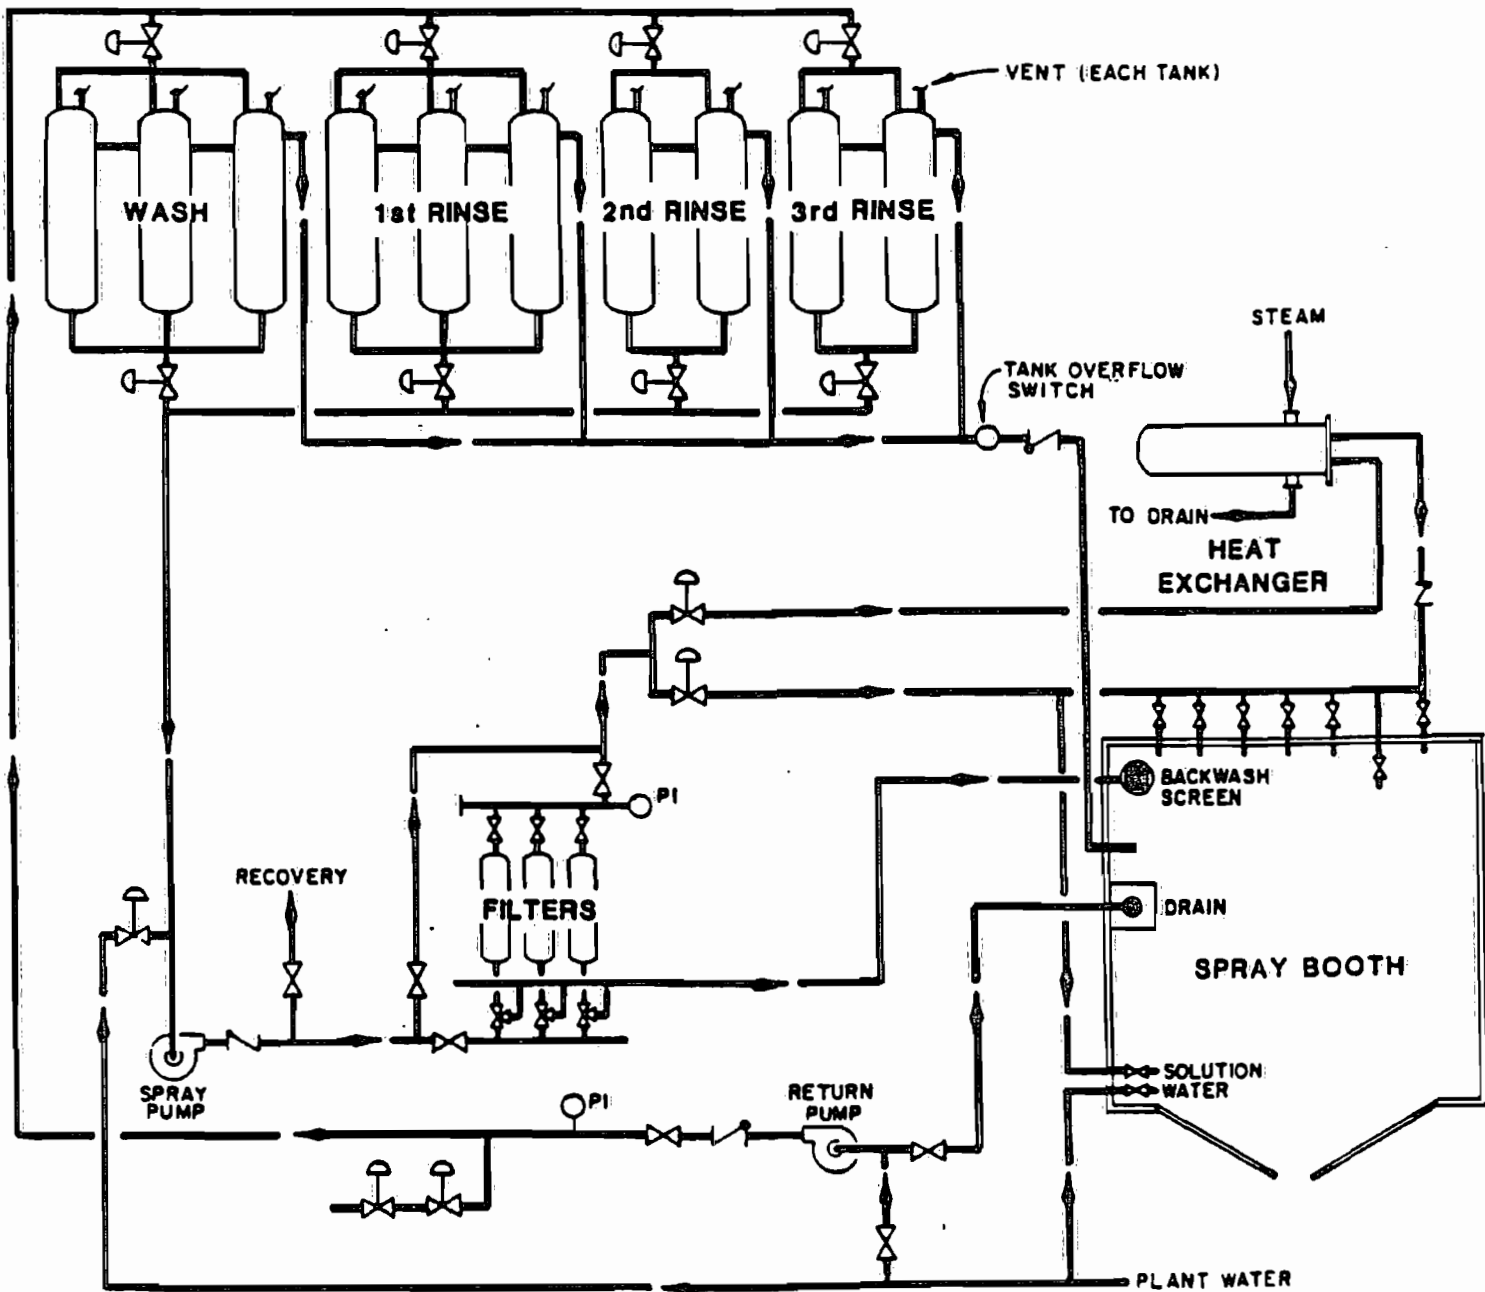 VENT (EACH TANK)
WASH
1st RINSE
2nd RINSE
3rd RINSE
STEAM
TANK OVERFLOW
SWITCH
TO DRAIN
HEAT
EXCHANGER
BACKWASH
SCREEN
PI
RECOVERY
FILTERS
DRAIN
SPRAY BOOTH
SOLUTION
WATER
SPRAY
PUMP
PI
RETURN
PUMP
PLANT WATER